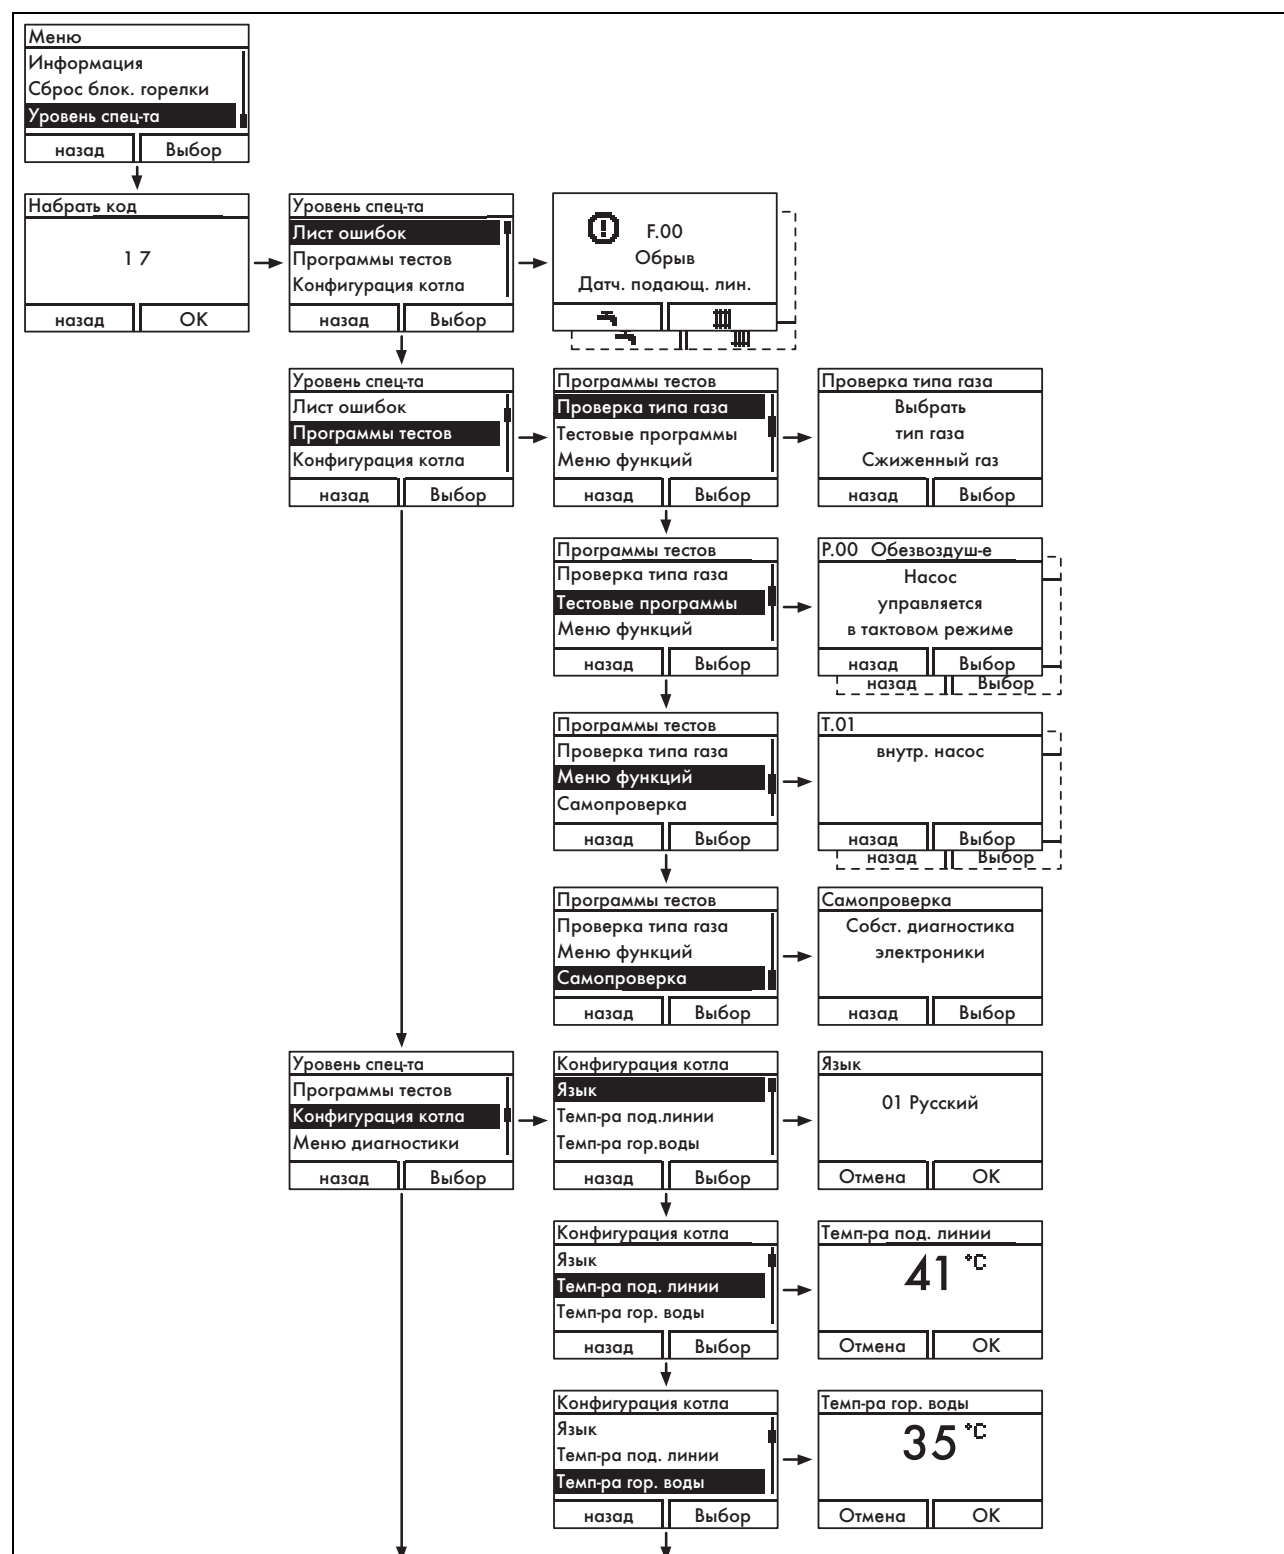 Меню
Информация
Сброс блок. горелки
Уровень спец-та
назад Выбор
Набрать код
1 7
назад OK
Уровень спец-та
Лист ошибок
Программы тестов
Конфигурация котла
назад Выбор
F.00
Обрыв
Датч. подающ. лин.
Уровень спец-та
Лист ошибок
Программы тестов
Конфигурация котла
назад Выбор
Программы тестов
Проверка типа газа
Тестовые программы
Меню функций
назад Выбор
Проверка типа газа
Выбрать
тип газа
Сжиженный газ
назад Выбор
Программы тестов
Проверка типа газа
Тестовые программы
Меню функций
назад Выбор
P.00 Обезвоздуш-е
Насос
управляется
в тактовом режиме
назад Выбор
назад Выбор
Программы тестов
Проверка типа газа
Меню функций
Самопроверка
назад Выбор
T.01
внутр. насос
назад Выбор
назад Выбор
Программы тестов
Проверка типа газа
Меню функций
Самопроверка
назад Выбор
Самопроверка
Собст. диагностика
электроники
назад Выбор
Уровень спец-та
Программы тестов
Конфигурация котла
Меню диагностики
назад Выбор
Конфигурация котла
Язык
Темп-ра под.линии
Темп-ра гор.воды
назад Выбор
Язык
01 Русский
Отмена OK
Конфигурация котла
Язык
Темп-ра под. линии
Темп-ра гор. воды
назад Выбор
Темп-ра под. линии
41 °C
Отмена OK
Конфигурация котла
Язык
Темп-ра под. линии
Темп-ра гор. воды
назад Выбор
Темп-ра гор. воды
35 °C
Отмена OK